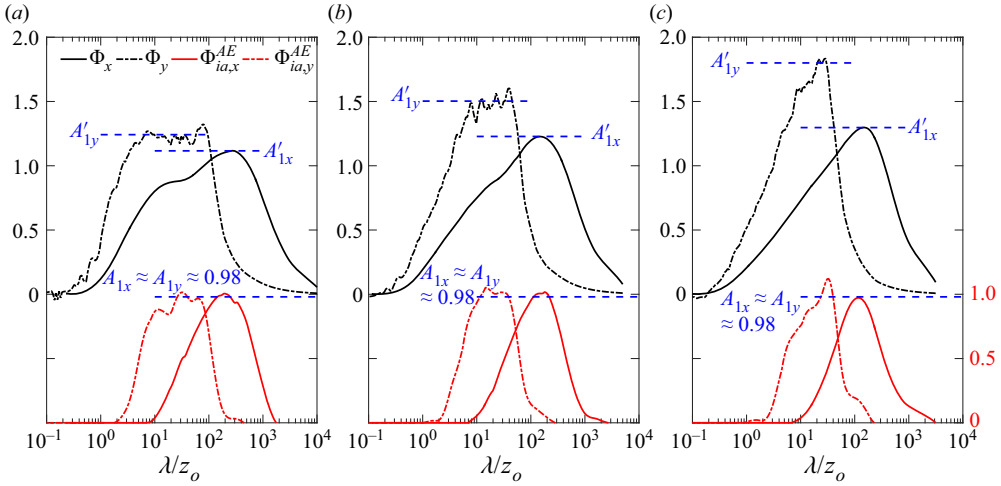 (a) (b) (c)
2.0 2.0 2.0
Φx Φy Φ^{AE}_{ia,x} Φ^{AE}_{ia,y}
A′1y
1.5 1.5 1.5
A′1y
A′1y
A′1x
A′1x
A′1x
1.0 1.0 1.0
0.5 0.5 0.5
A1x ≈ A1y ≈ 0.98
A1x ≈ A1y
≈ 0.98
A1x ≈ A1y
≈ 0.98
0 0 0
1.0
0.5
0
10^−1 10^0 10^1 10^2 10^3 10^4
10^−1 10^0 10^1 10^2 10^3 10^4
10^−1 10^0 10^1 10^2 10^3 10^4
λ/zo λ/zo λ/zo